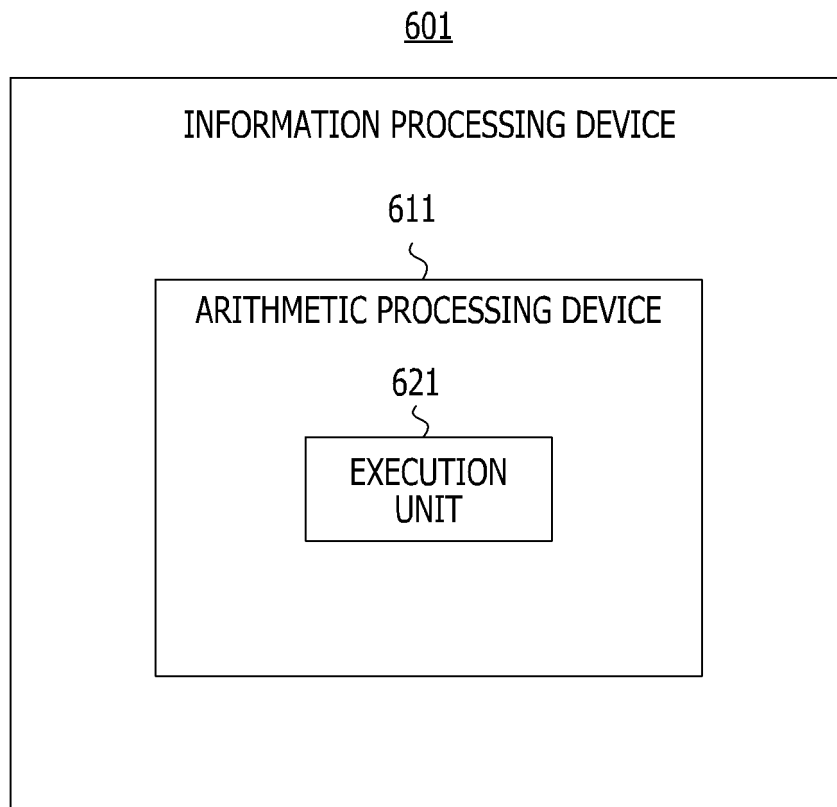 601
INFORMATION PROCESSING DEVICE
611
ARITHMETIC PROCESSING DEVICE
621
EXECUTION
UNIT